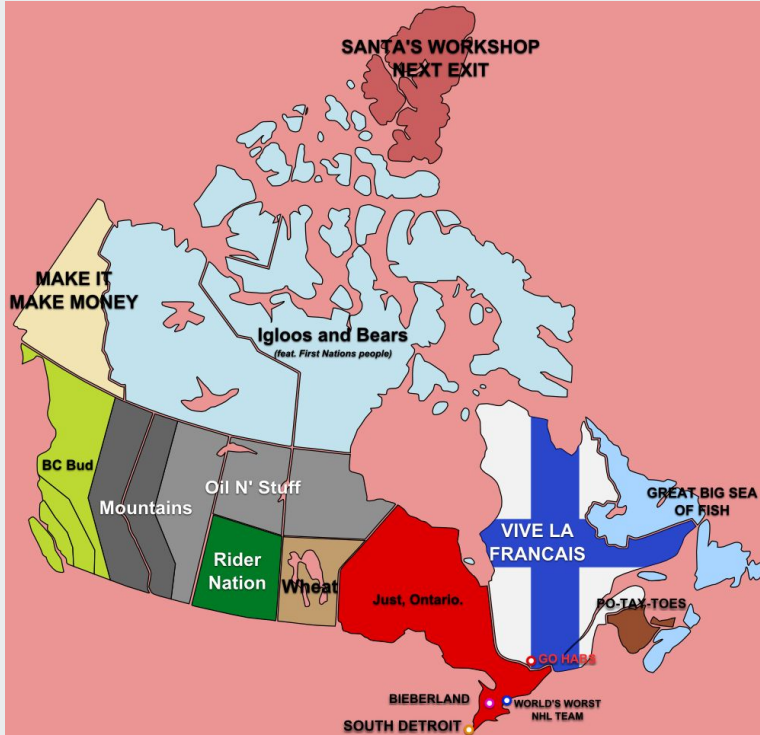 SANTA'S WORKSHOP
NEXT EXIT
MAKE IT
MAKE MONEY
Igloos and Bears
(feat. First Nations people)
BC Bud
Mountains
Oil N' Stuff
GREAT BIG SEA
OF FISH
VIVE LA
FRANCAIS
Rider
Nation
Wheat
Just, Ontario.
PO-TAY-TOES
GO HABS
BIEBERLAND
WORLD'S WORST
NHL TEAM
SOUTH DETROIT